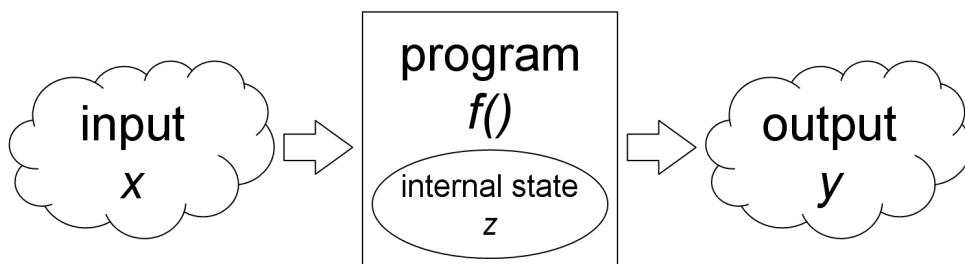 input
x
program
f()
internal state
z
output
y